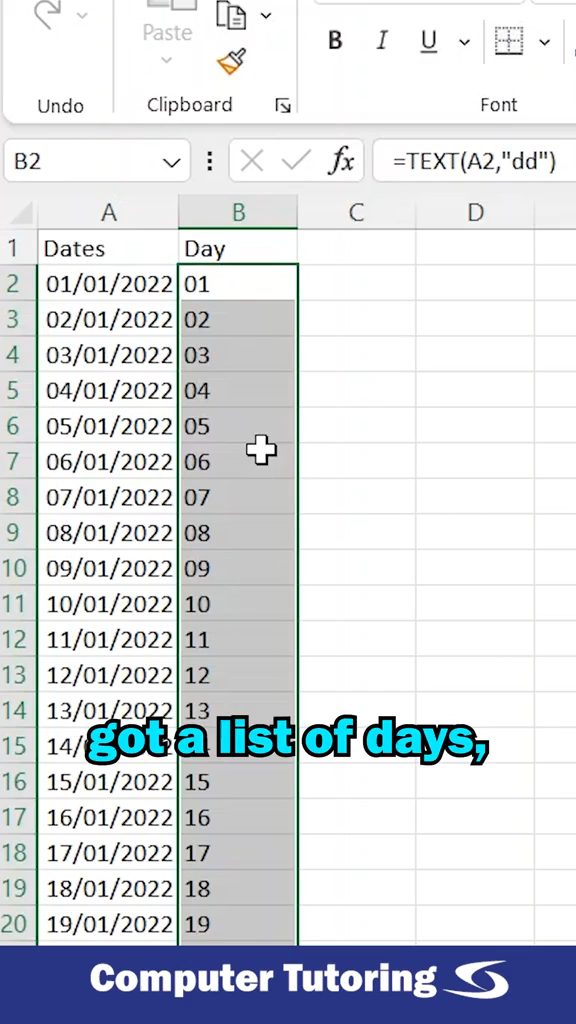 Paste
B I U
Undo
Clipboard
Font
B2
fx
=TEXT(A2,"dd")
A B C D
1 Dates Day
2 01/01/2022 01
3 02/01/2022 02
4 03/01/2022 03
5 04/01/2022 04
6 05/01/2022 05
7 06/01/2022 06
8 07/01/2022 07
9 08/01/2022 08
10 09/01/2022 09
11 10/01/2022 10
12 11/01/2022 11
13 12/01/2022 12
14 13/01/2022 13
got a list of days,
15 14/
16 15/01/2022 15
17 16/01/2022 16
18 17/01/2022 17
19 18/01/2022 18
20 19/01/2022 19
Computer Tutoring